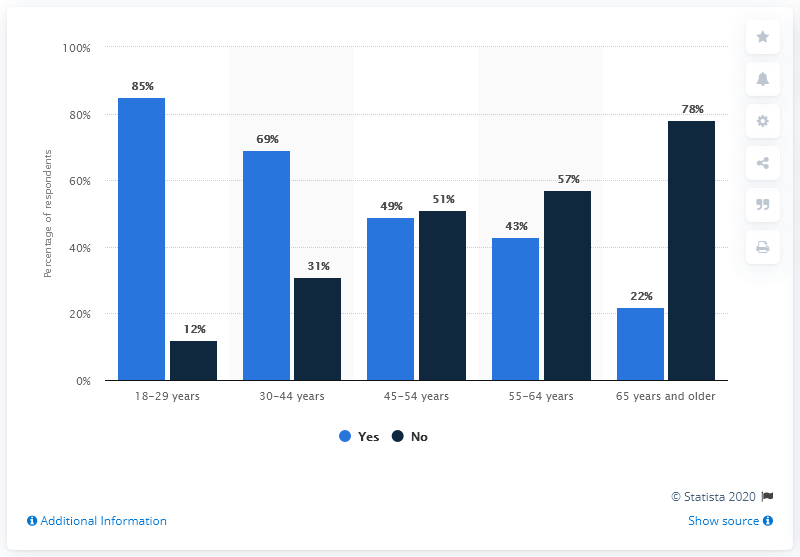 100%
80%
60%
40%
20%
0%
Percentage of respondents
85%
12%
69%
31%
49%
51%
43%
57%
22%
78%
18–29 years
30–44 years
45–54 years
55–64 years
65 years and older
Yes
No
© Statista 2020
Additional Information
Show source